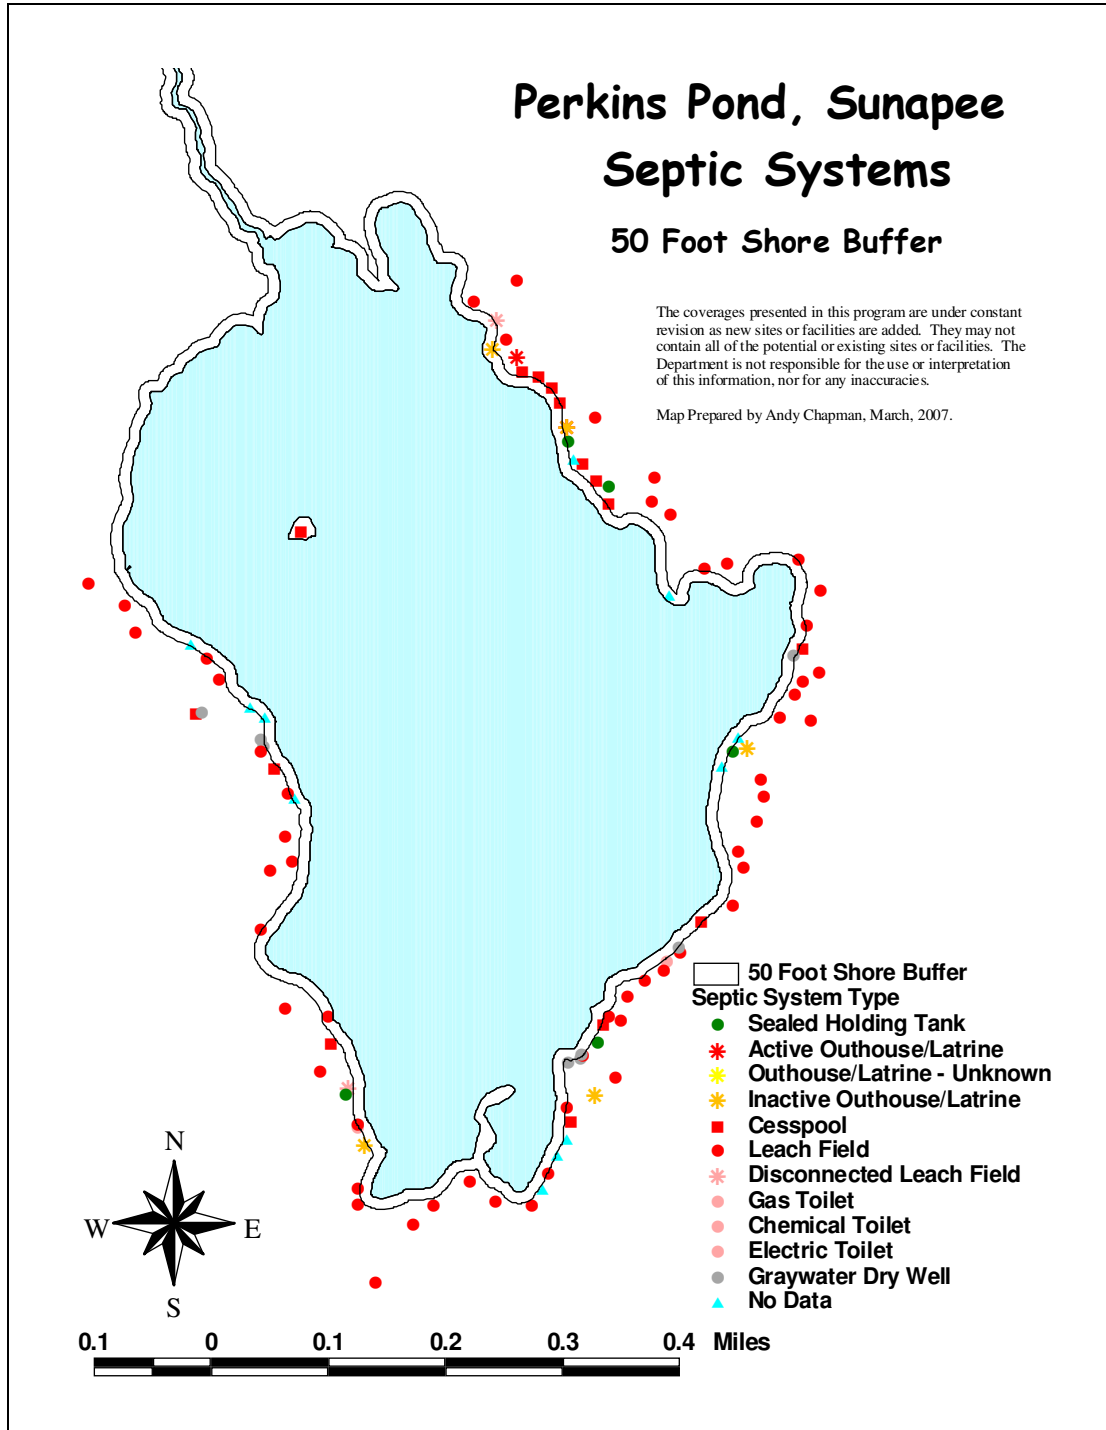 Perkins Pond, Sunapee
Septic Systems
50 Foot Shore Buffer
The coverages presented in this program are under constant
revision as new sites or facilities are added. They may not
contain all of the potential or existing sites or facilities. The
Department is not responsible for the use or interpretation
of this information, nor for any inaccuracies.
Map Prepared by Andy Chapman, March, 2007.
50 Foot Shore Buffer
Septic System Type
Sealed Holding Tank
Active Outhouse/Latrine
Outhouse/Latrine - Unknown
Inactive Outhouse/Latrine
Cesspool
Leach Field
Disconnected Leach Field
Gas Toilet
Chemical Toilet
Electric Toilet
Graywater Dry Well
No Data
N
W E
S
0.1 0 0.1 0.2 0.3 0.4 Miles